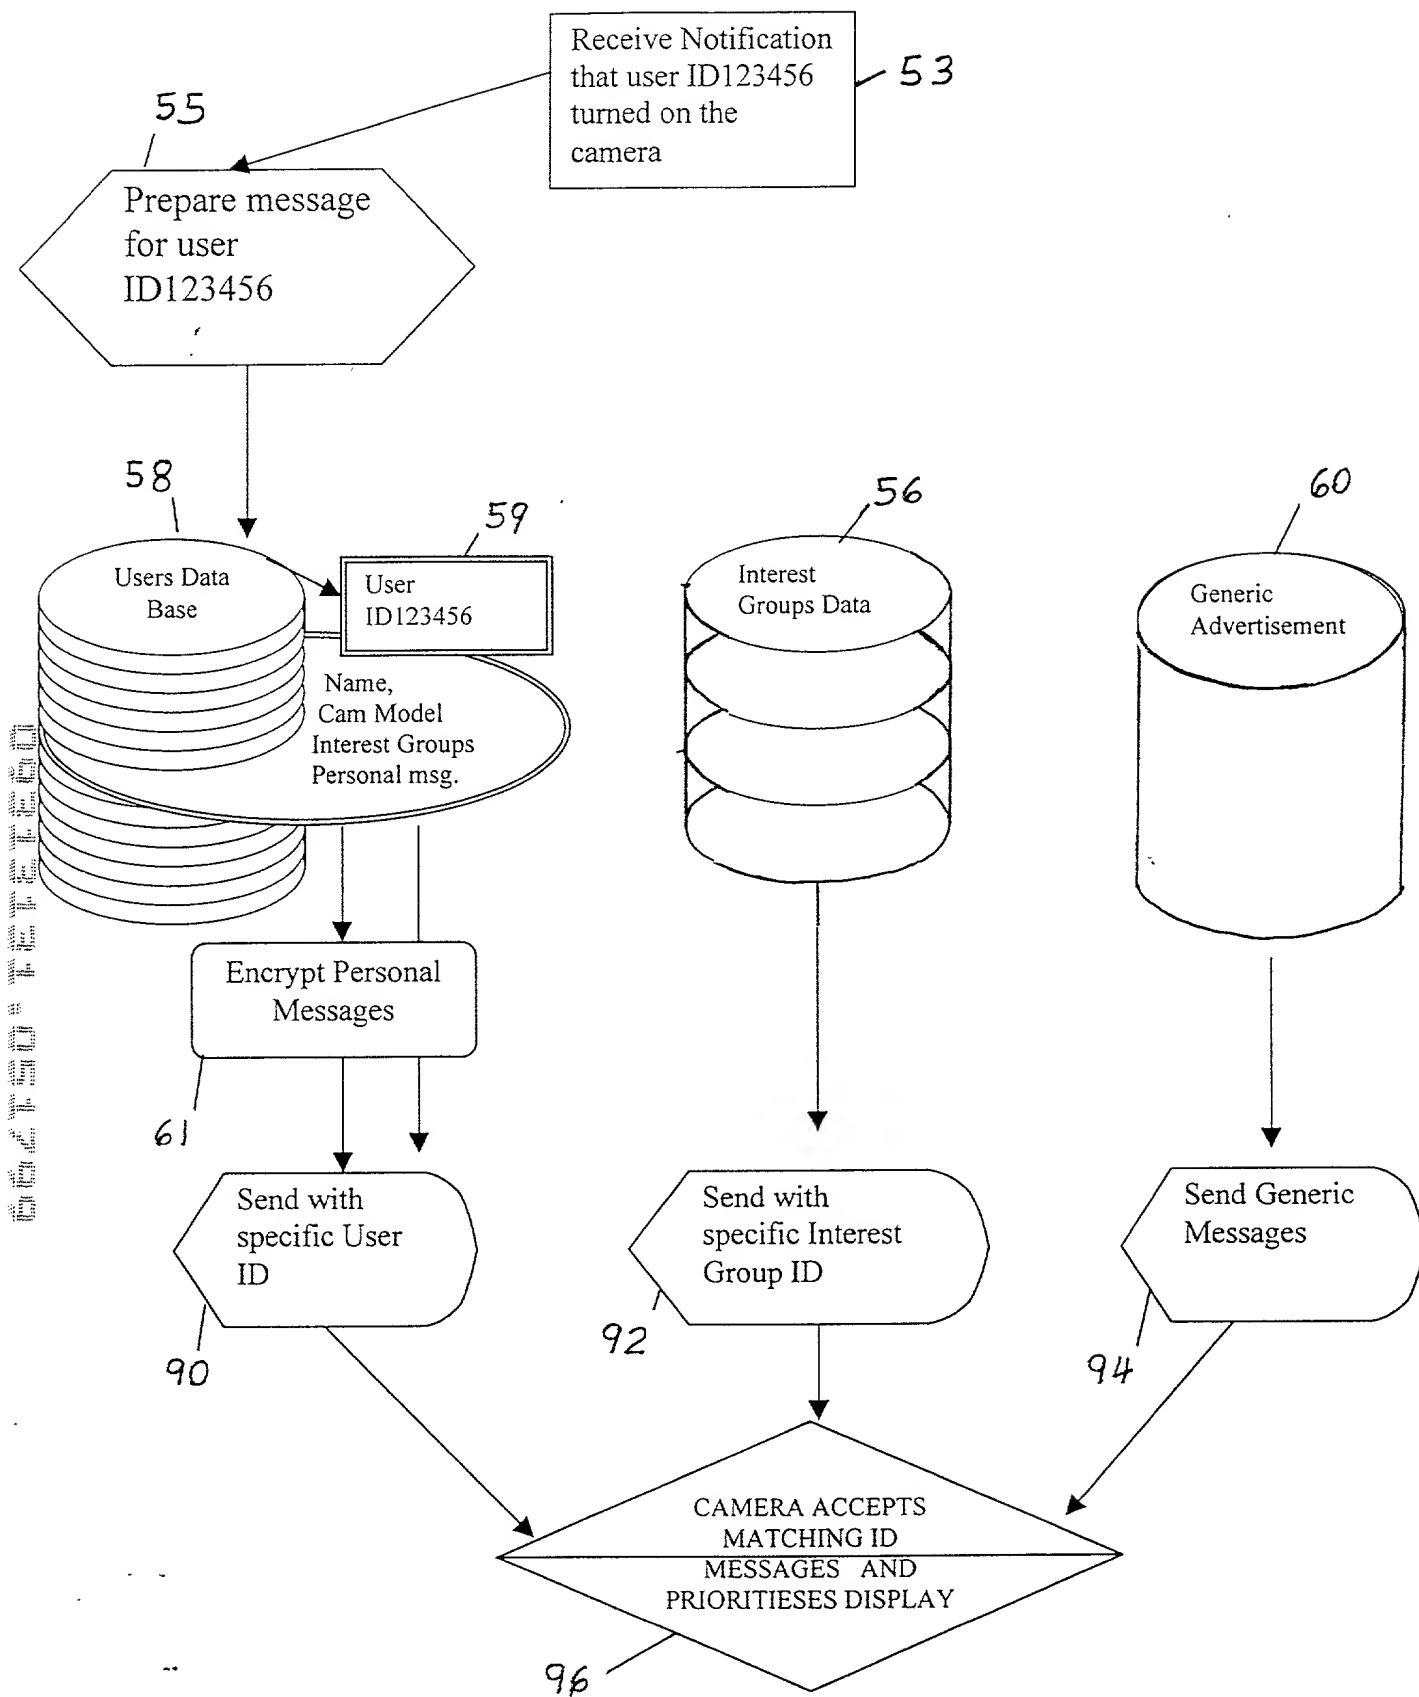 Receive Notification
that user ID123456
turned on the
camera
53
55
Prepare message
for user
ID123456
58
Users Data
Base
59
User
ID123456
Name,
Cam Model
Interest Groups
Personal msg.
56
Interest
Groups Data
60
Generic
Advertisement
Encrypt Personal
Messages
61
Send with
specific User
ID
90
Send with
specific Interest
Group ID
92
Send Generic
Messages
94
CAMERA ACCEPTS
MATCHING ID
MESSAGES AND
PRIORITIESES DISPLAY
96